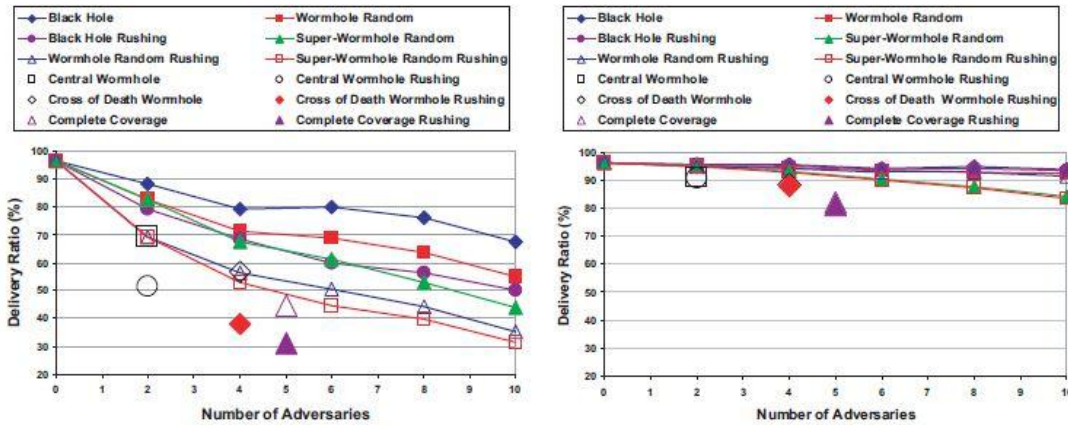 Black Hole
Wormhole Random
Black Hole Rushing
Super-Wormhole Random
Wormhole Random Rushing
Super-Wormhole Random Rushing
Central Wormhole
Central Wormhole Rushing
Cross of Death Wormhole
Cross of Death Wormhole Rushing
Complete Coverage
Complete Coverage Rushing
100
90
80
70
60
50
40
30
20
Delivery Ratio (%)
0 1 2 3 4 5 6 7 8 9 10
Number of Adversaries
Black Hole
Wormhole Random
Black Hole Rushing
Super-Wormhole Random
Wormhole Random Rushing
Super-Wormhole Random Rushing
Central Wormhole
Central Wormhole Rushing
Cross of Death Wormhole
Cross of Death Wormhole Rushing
Complete Coverage
Complete Coverage Rushing
100
90
80
70
60
50
40
30
20
Delivery Ratio (%)
0 1 2 3 4 5 6 7 8 9 10
Number of Adversaries